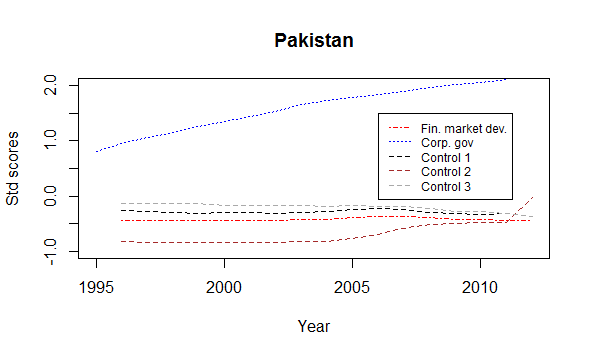 Pakistan
Std scores
2.0
1.0
0.0
-1.0
Fin. market dev.
Corp. gov
Control 1
Control 2
Control 3
1995 2000 2005 2010
Year